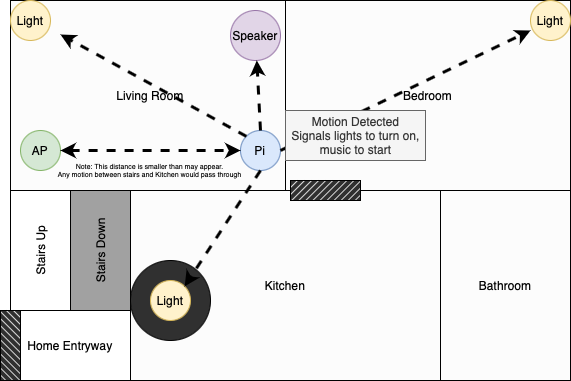 Light
Speaker
Light
Living Room
Bedroom
Motion Detected
Signals lights to turn on,
music to start
AP
Pi
Note: This distance is smaller than may appear.
Any motion between stairs and Kitchen would pass through
Stairs Up
Stairs Down
Light
Kitchen
Bathroom
Home Entryway